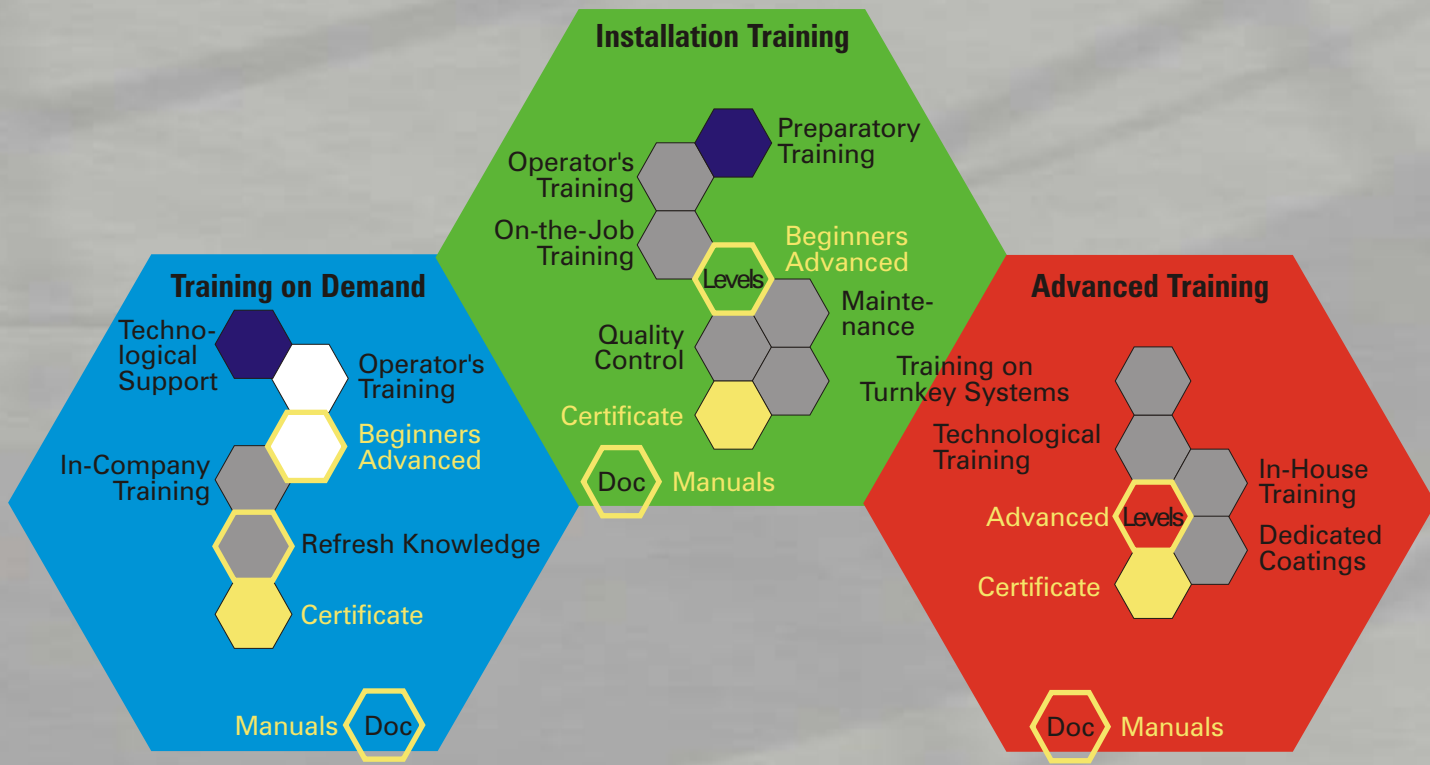 Installation Training
Preparatory
Training
Operator's
Training
On-the-Job
Training
Beginners
Advanced
Levels
Mainte-
nance
Quality
Control
Training on
Turnkey Systems
Certificate
Doc
Manuals
Training on Demand
Techno-
logical
Support
Operator's
Training
Beginners
Advanced
In-Company
Training
Refresh Knowledge
Certificate
Manuals
Doc
Advanced Training
Technological
Training
In-House
Training
Advanced
Levels
Dedicated
Coatings
Certificate
Doc
Manuals